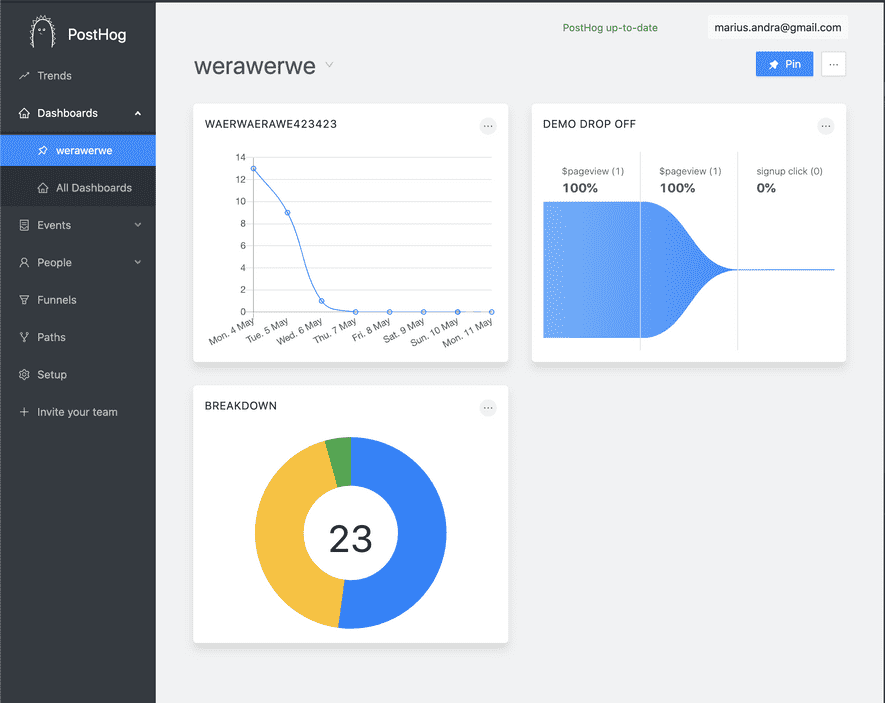 PostHog
Trends
Dashboards
werawerwe
All Dashboards
Events
People
Funnels
Paths
Setup
Invite your team
PostHog up-to-date
marius.andra@gmail.com
werawerwe
Pin
WAERWAERAWE423423
14
12
10
8
6
4
2
0
Mon. 4 May
Tue. 5 May
Wed. 6 May
Thu. 7 May
Fri. 8 May
Sat. 9 May
Sun. 10 May
Mon. 11 May
DEMO DROP OFF
$pageview (1)
100%
$pageview (1)
100%
signup click (0)
0%
BREAKDOWN
23